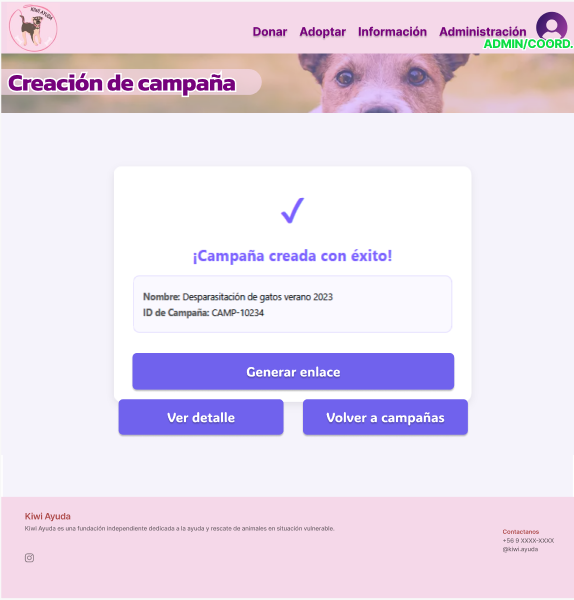 KIWI AYUDA
Donar Adoptar Información Administración
ADMIN/COORD.
Creación de campaña
¡Campaña creada con éxito!
Nombre: Desparasitación de gatos verano 2023
ID de Campaña: CAMP-10234
Generar enlace
Ver detalle Volver a campañas
Kiwi Ayuda
Kiwi Ayuda es una fundación independiente dedicada a la ayuda y rescate de animales en situación vulnerable.
Contactanos
+56 9 XXXX-XXXX
@kiwi.ayuda